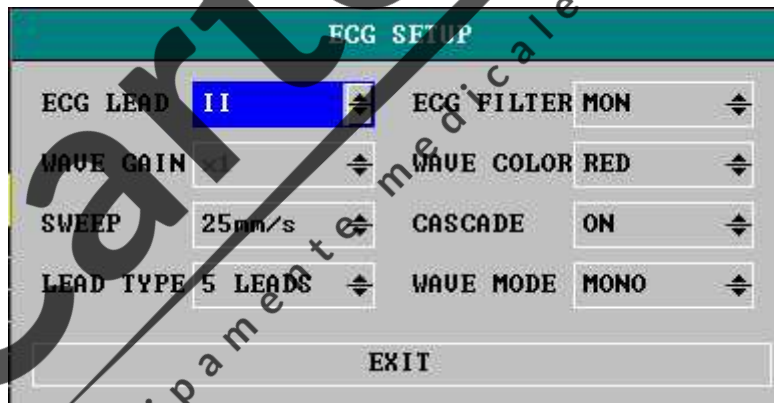 ECG SETUP
ECG LEAD II ECG FILTER MON
WAVE GAIN x1 WAVE COLOR RED
SWEEP 25mm/s CASCADE ON
LEAD TYPE 5 LEADS WAVE MODE MONO
EXIT